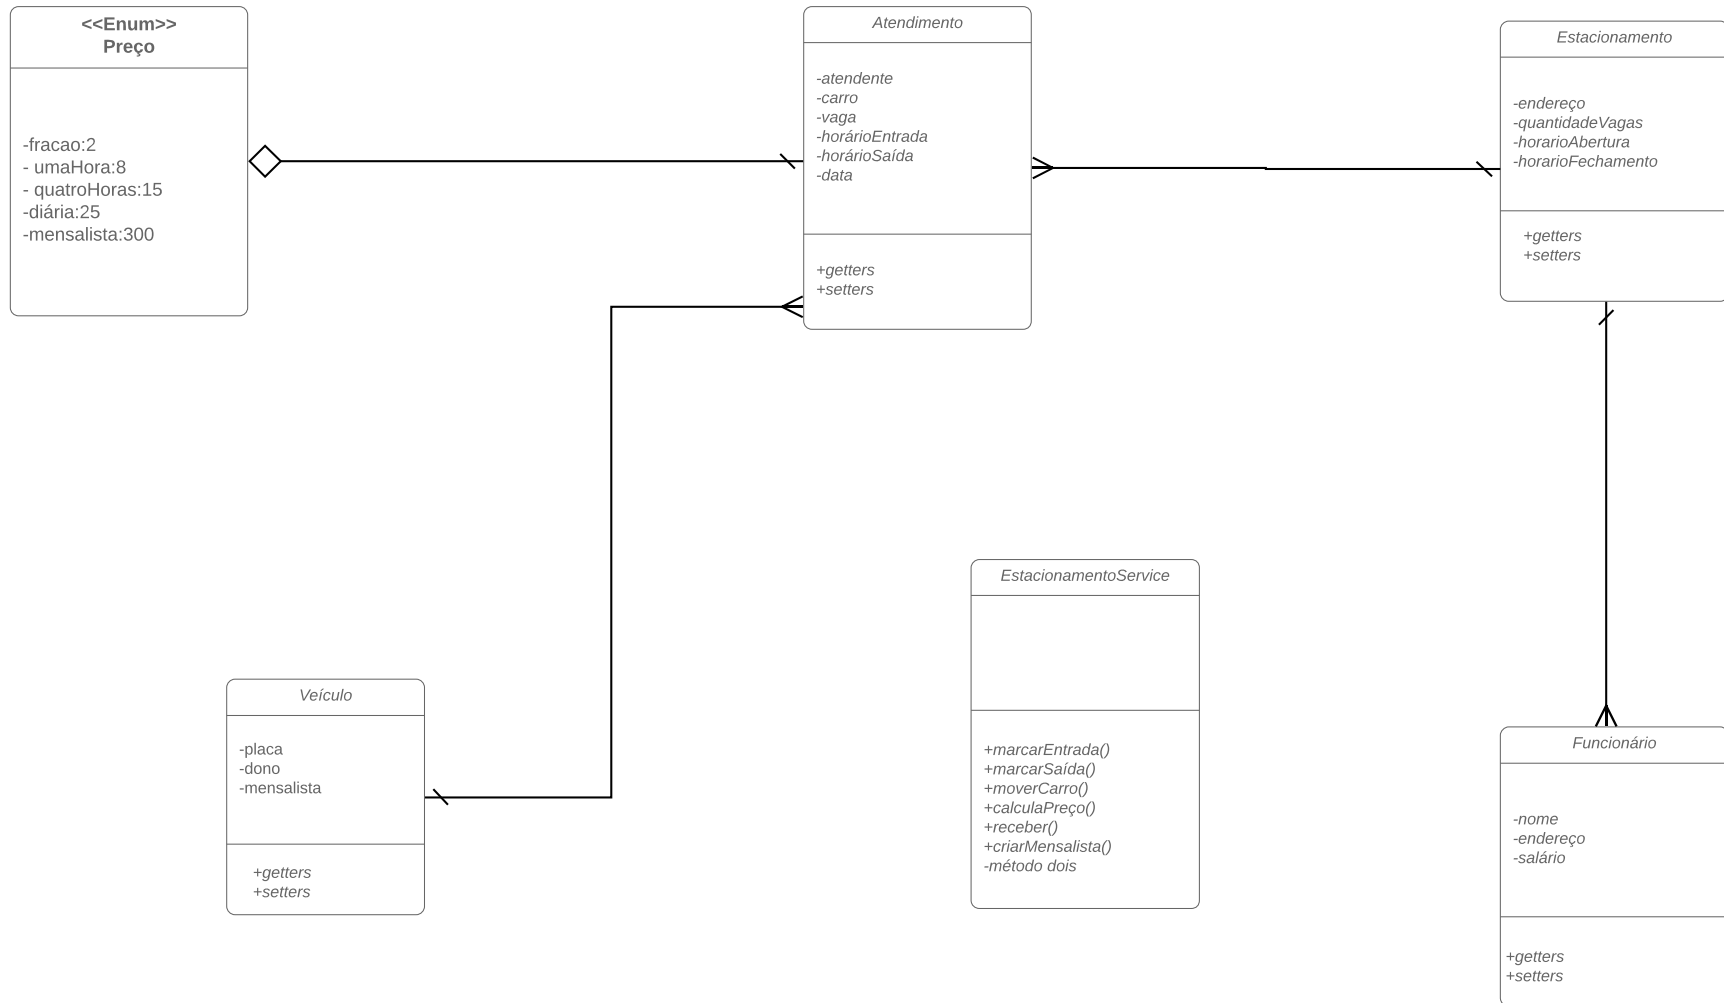 <<Enum>>
Preço
-fracao:2
- umaHora:8
- quatroHoras:15
-diária:25
-mensalista:300
Atendimento
-atendente
-carro
-vaga
-horárioEntrada
-horárioSaída
-data
+getters
+setters
Estacionamento
-endereço
-quantidadeVagas
-horarioAbertura
-horarioFechamento
+getters
+setters
Veículo
-placa
-dono
-mensalista
+getters
+setters
EstacionamentoService
+marcarEntrada()
+marcarSaída()
+moverCarro()
+calculaPreço()
+receber()
+criarMensalista()
-método dois
Funcionário
-nome
-endereço
-salário
+getters
+setters